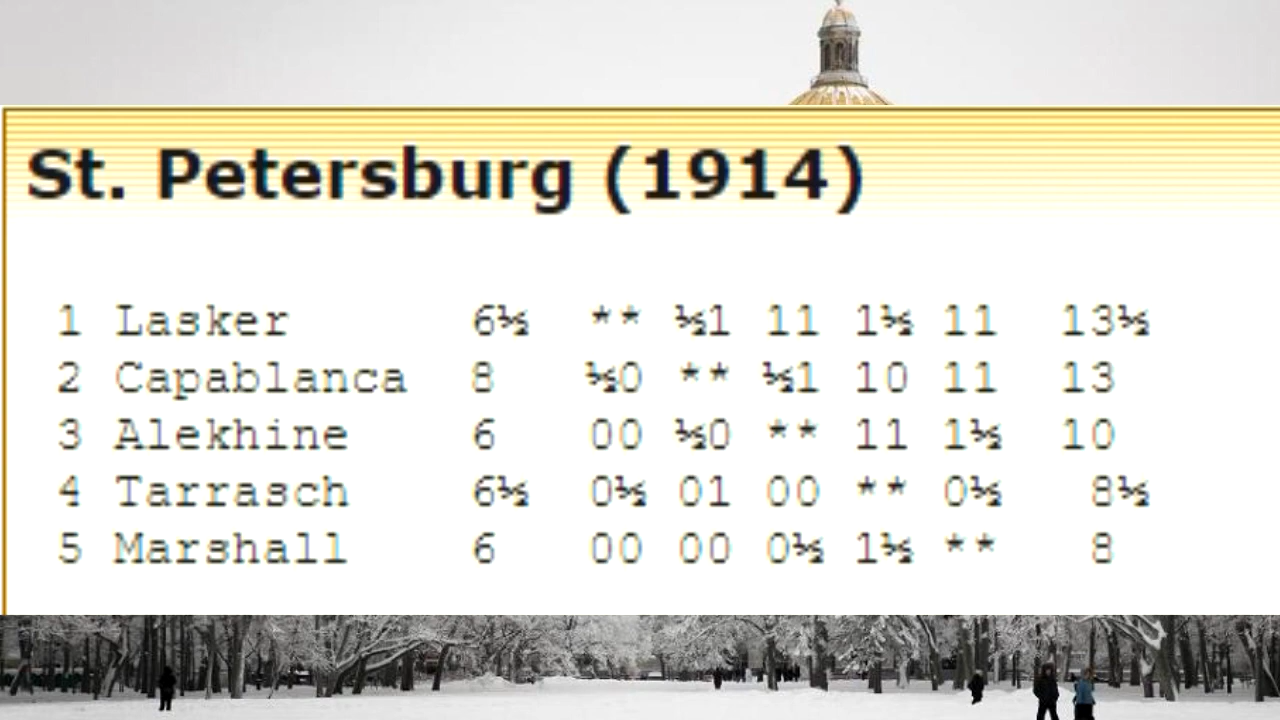 St. Petersburg (1914)
1 Lasker 6½ ** ½1 11 1½ 11 13½
2 Capablanca 8 ½0 ** ½1 10 11 13
3 Alekhine 6 00 ½0 ** 11 1½ 10
4 Tarrasch 6½ 0½ 01 00 ** 0½ 8½
5 Marshall 6 00 00 0½ 1½ ** 8